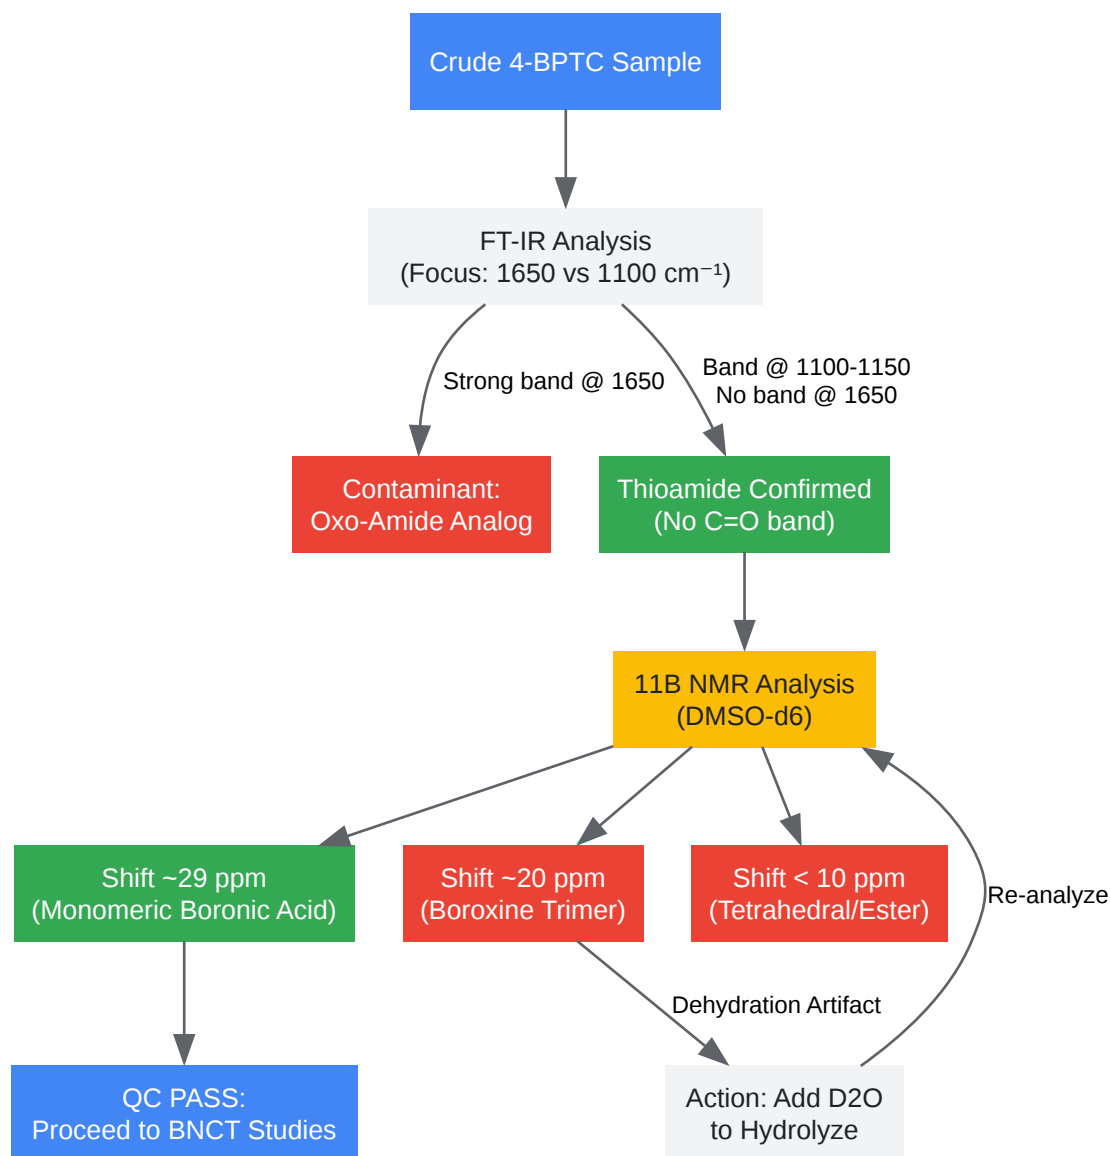 Crude 4-BPTC Sample
FT-IR Analysis
(Focus: 1650 vs 1100 cm⁻¹)
Strong band @ 1650
Band @ 1100-1150
No band @ 1650
Contaminant:
Oxo-Amide Analog
Thioamide Confirmed
(No C=O band)
11B NMR Analysis
(DMSO-d6)
Shift ~29 ppm
(Monomeric Boronic Acid)
Shift ~20 ppm
(Boroxine Trimer)
Shift < 10 ppm
(Tetrahedral/Ester)
Re-analyze
Dehydration Artifact
QC PASS:
Proceed to BNCT Studies
Action: Add D2O
to Hydrolyze